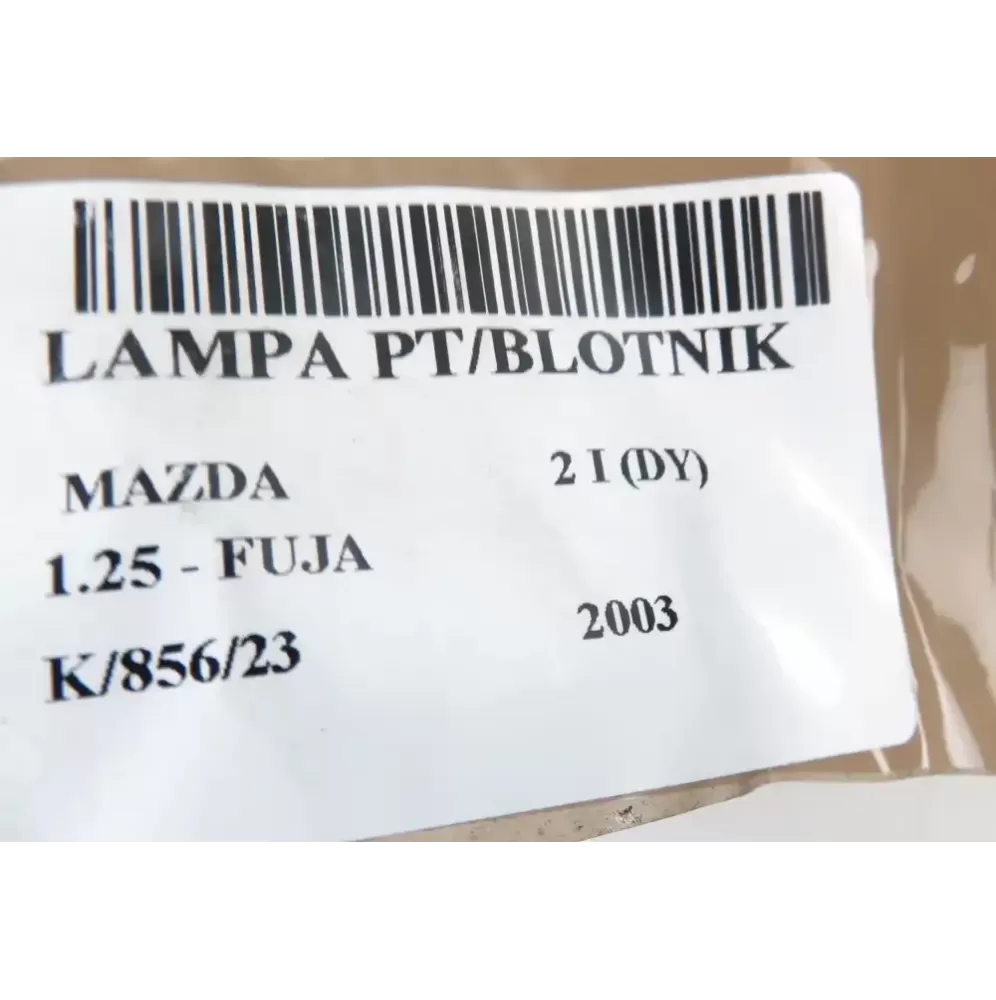 LAMPA PT/BLOTNIK
MAZDA 2 I (DY)
1.25 - FUJA
K/856/23 2003